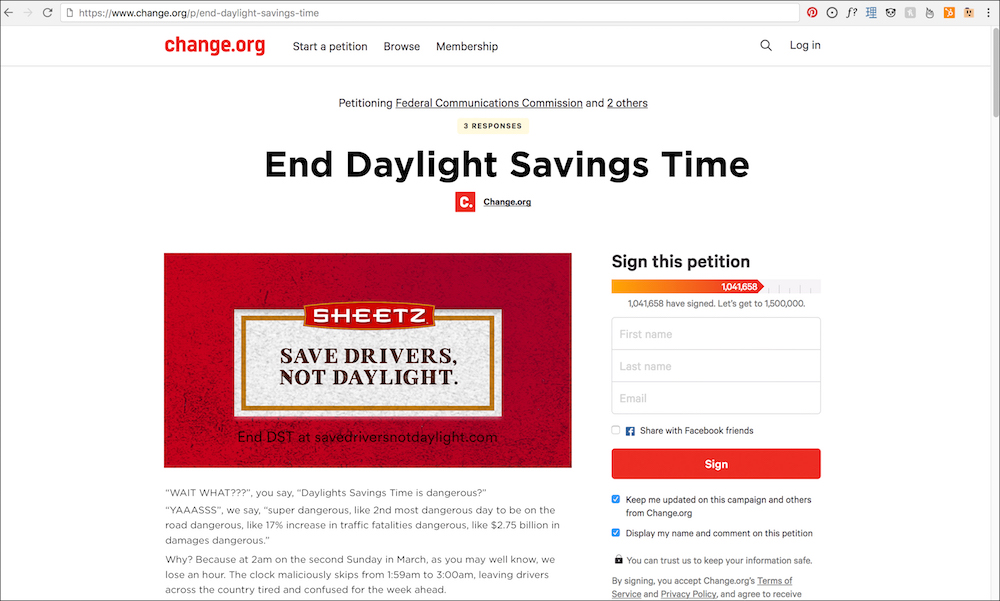 https://www.change.org/p/end-daylight-savings-time
change.org
Start a petition Browse Membership
Log in
Petitioning Federal Communications Commission and 2 others
3 RESPONSES
End Daylight Savings Time
C. Change.org
SHEETZ
SAVE DRIVERS,
NOT DAYLIGHT.
End DST at savedriversnotdaylight.com
"WAIT WHAT???", you say, "Daylights Savings Time is dangerous?"
"YAAASSS", we say, "super dangerous, like 2nd most dangerous day to be on the
road dangerous, like 17% increase in traffic fatalities dangerous, like $2.75 billion in
damages dangerous."
Why? Because at 2am on the second Sunday in March, as you may well know, we
lose an hour. The clock maliciously skips from 1:59am to 3:00am, leaving drivers
across the country tired and confused for the week ahead.
Sign this petition
1,041,658
1,041,658 have signed. Let's get to 1,500,000.
First name
Last name
Email
Share with Facebook friends
Sign
Keep me updated on this campaign and others
from Change.org
Display my name and comment on this petition
You can trust us to keep your information safe.
By signing, you accept Change.org's Terms of
Service and Privacy Policy, and agree to receive